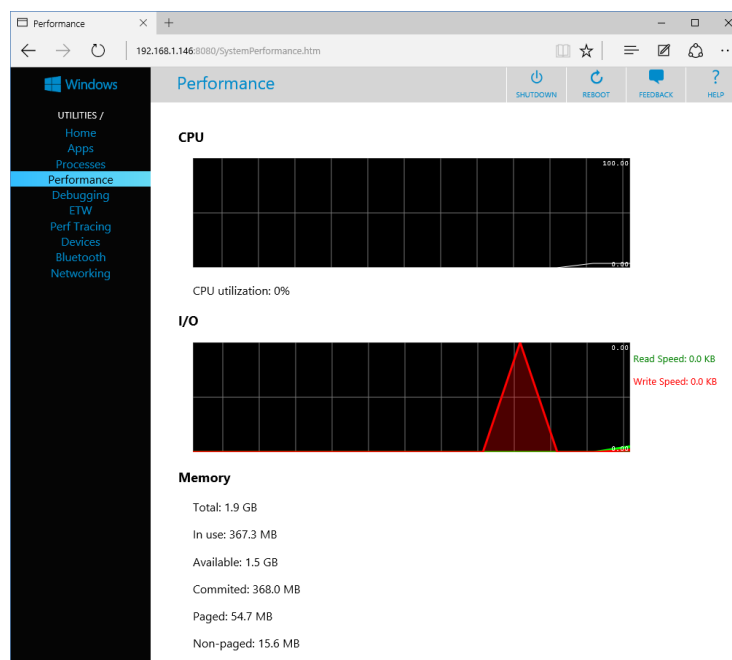 Performance
192.168.1.146:8080/SystemPerformance.htm
Windows
Performance
SHUTDOWN
REBOOT
FEEDBACK
HELP
UTILITIES /
Home
Apps
Processes
Performance
Debugging
ETW
Perf Tracing
Devices
Bluetooth
Networking
CPU
100.00
0.00
CPU utilization: 0%
I/O
0.00
0.00
Read Speed: 0.0 KB
Write Speed: 0.0 KB
Memory
Total: 1.9 GB
In use: 367.3 MB
Available: 1.5 GB
Commited: 368.0 MB
Paged: 54.7 MB
Non-paged: 15.6 MB